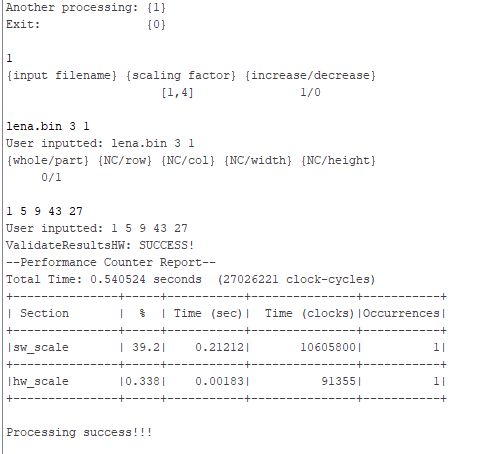 Another processing: {1}
Exit:               {0}

1
{input filename} {scaling factor} {increase/decrease}
                       [1,4]               1/0

lena.bin 3 1
User inputted: lena.bin 3 1
{whole/part} {NC/row} {NC/col} {NC/width} {NC/height}
     0/1

1 5 9 43 27
User inputted: 1 5 9 43 27
ValidateResultsHW: SUCCESS!
--Performance Counter Report--
Total Time: 0.540524 seconds  (27026221 clock-cycles)
+---------------+-----+-----------+---------------+-----------+
| Section       |  %  | Time (sec)|  Time (clocks)|Occurrences|
+---------------+-----+-----------+---------------+-----------+
|sw_scale       | 39.2|    0.21212|       10605800|          1|
+---------------+-----+-----------+---------------+-----------+
|hw_scale       |0.338|    0.00183|          91355|          1|
+---------------+-----+-----------+---------------+-----------+

Processing success!!!